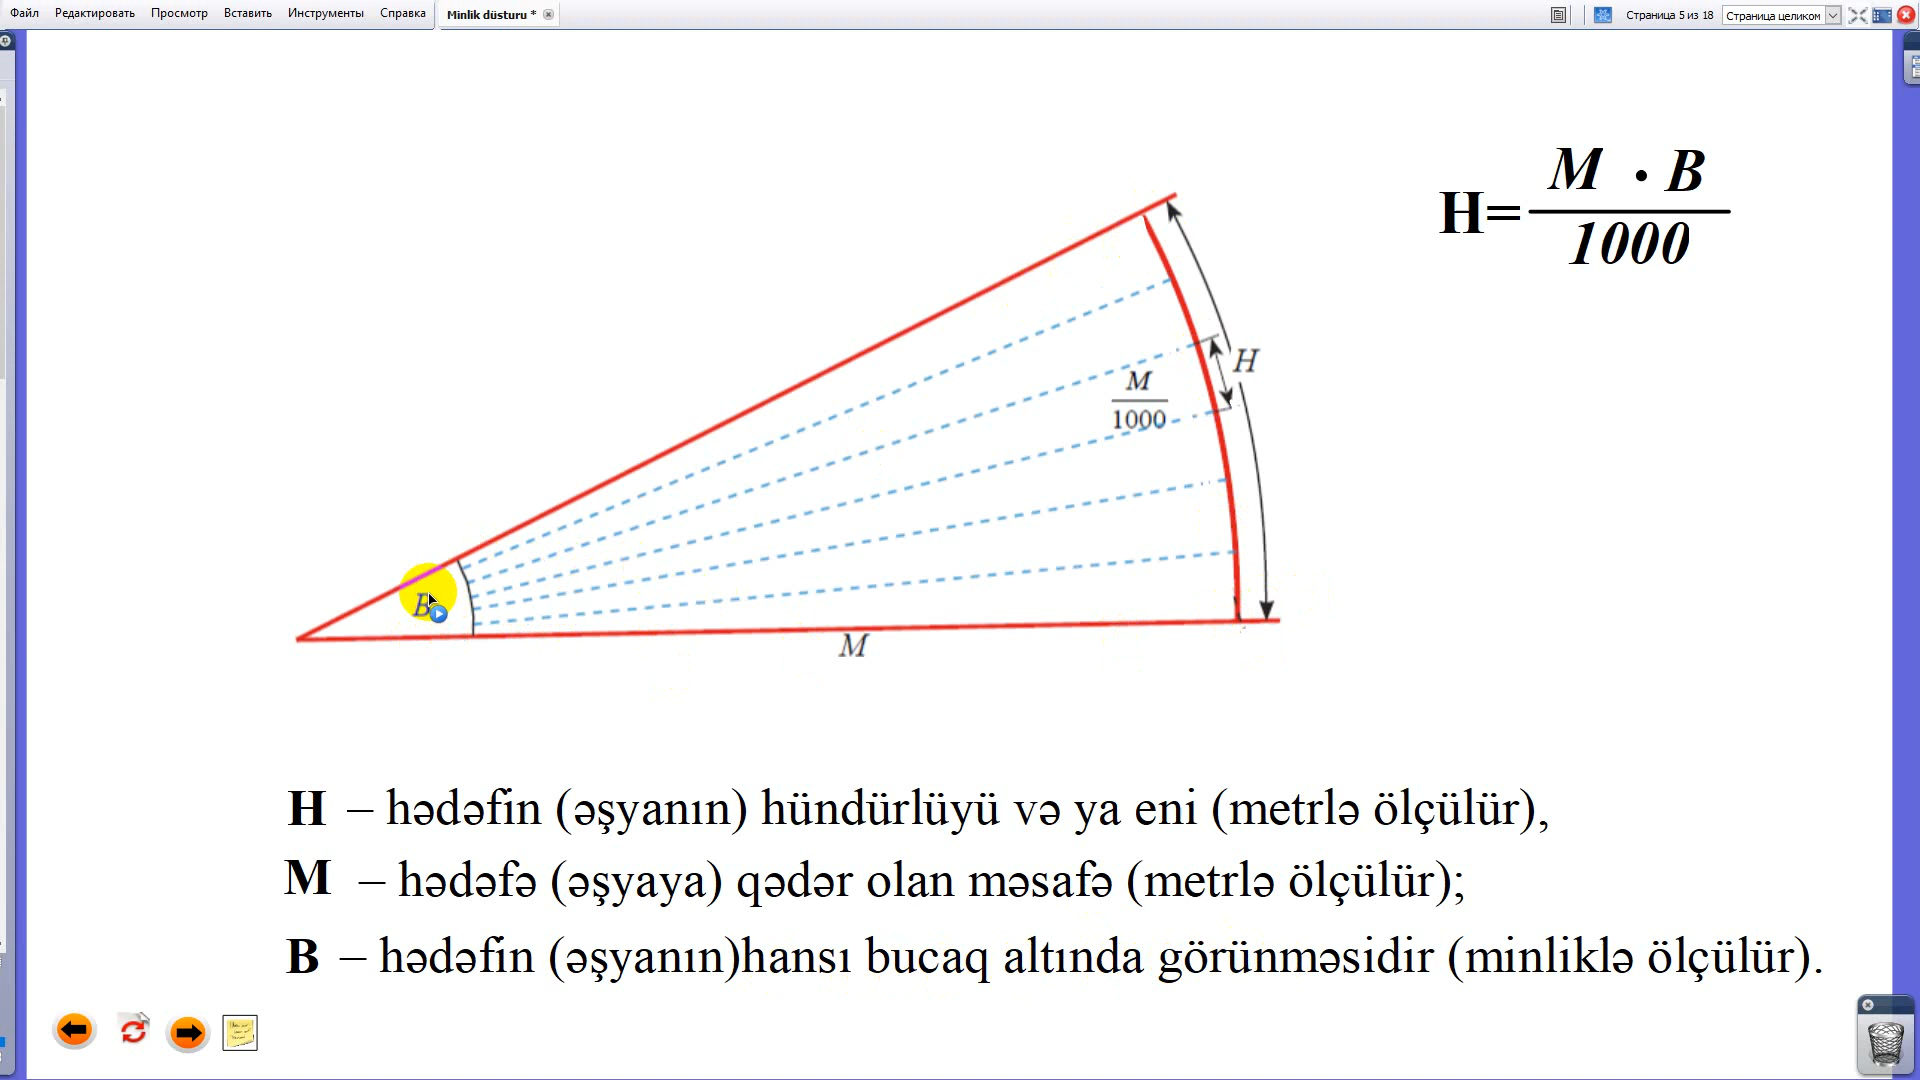 Файл Редактировать Просмотр Вставить Инструменты Справка Minlik düsturu * Страница 5 из 18 Страница целиком
H= M · B
1000
H
M
1000
B
M
H – hədəfin (əşyanın) hündürlüyü və ya eni (metrlə ölçülür),
M – hədəfə (əşyaya) qədər olan məsafə (metrlə ölçülür);
B – hədəfin (əşyanın)hansı bucaq altında görünməsidir (minliklə ölçülür).